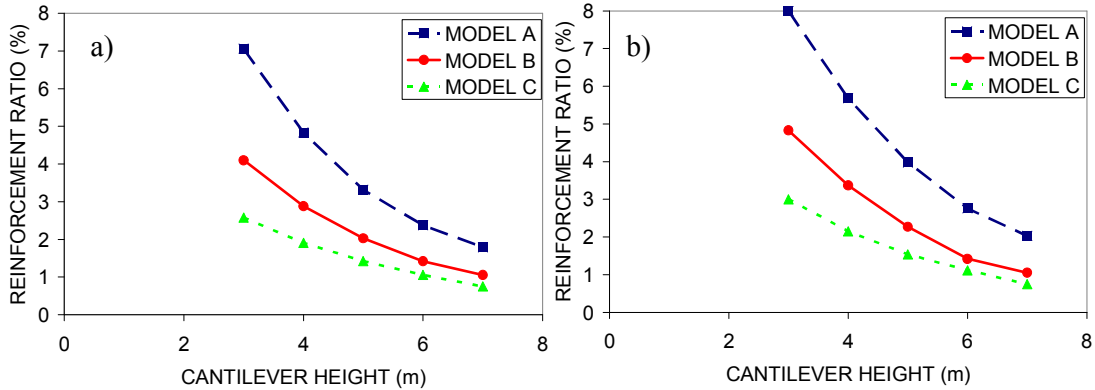 a)
REINFORCEMENT RATIO (%)
8
7
6
5
4
3
2
1
0
0 2 4 6 8
CANTILEVER HEIGHT (m)
MODEL A
MODEL B
MODEL C
b)
REINFORCEMENT RATIO (%)
8
7
6
5
4
3
2
1
0
0 2 4 6 8
CANTILEVER HEIGHT (m)
MODEL A
MODEL B
MODEL C